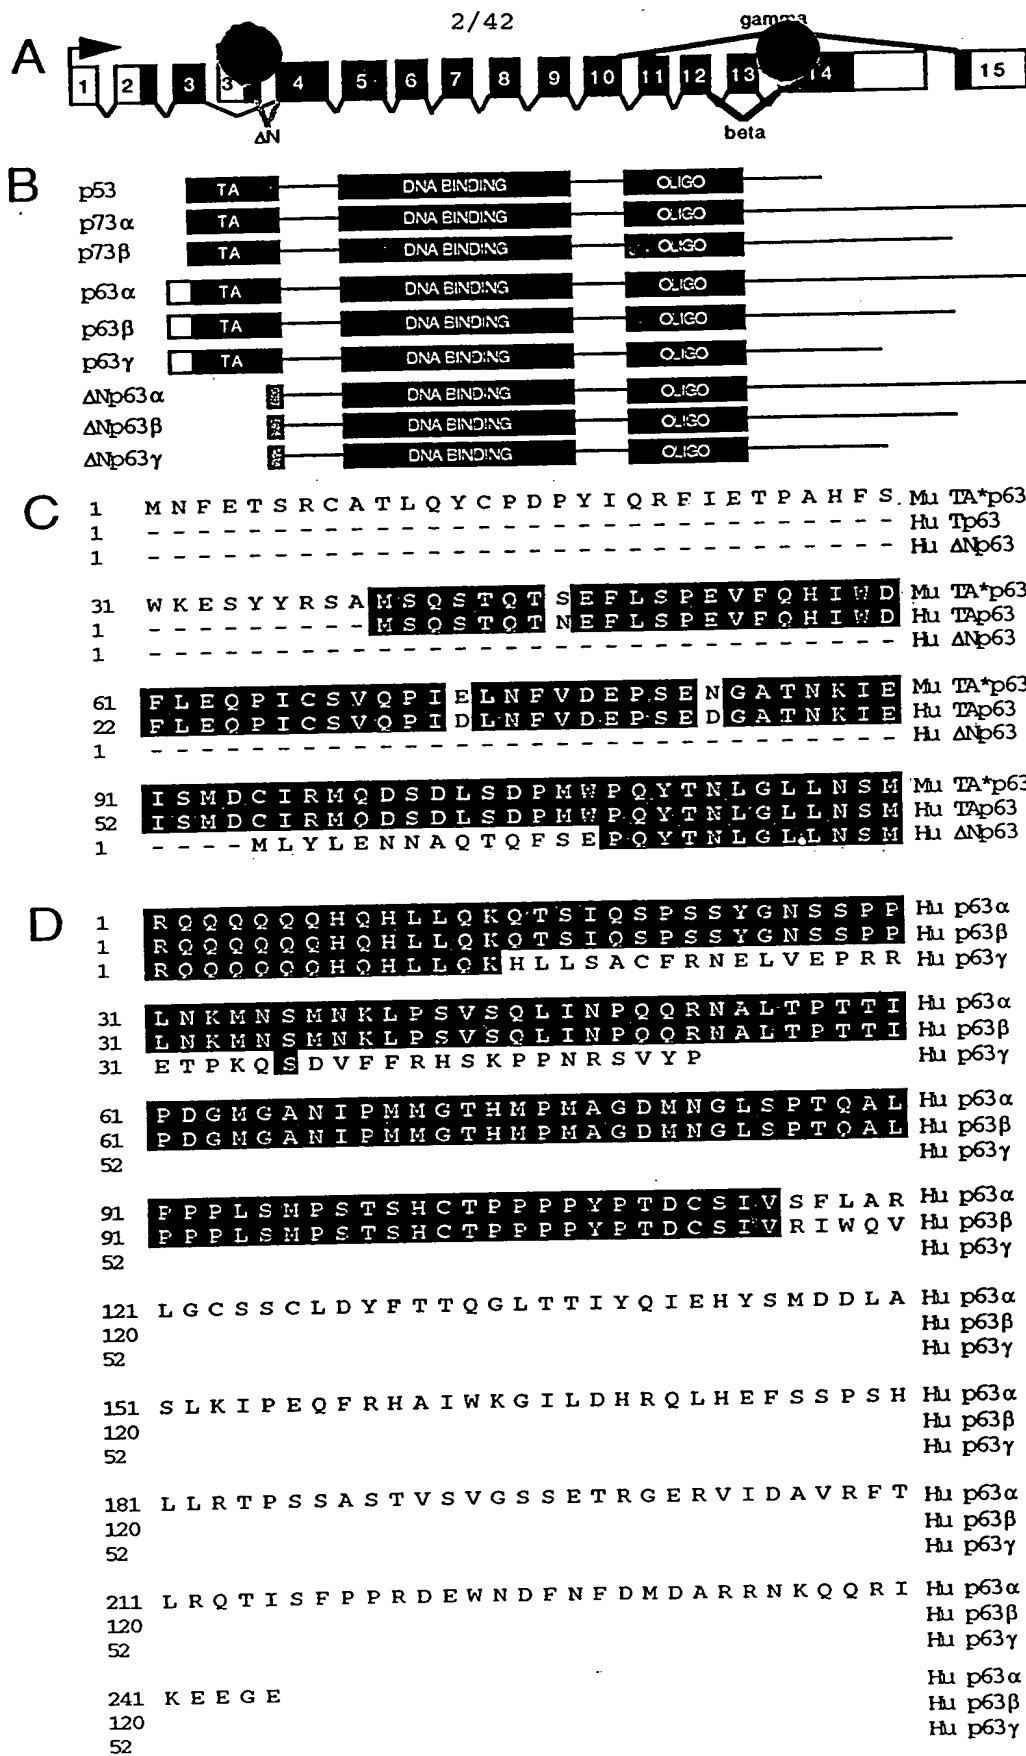 2/42
A
gamma
1 2 3 3' 4 5 6 7 8 9 10 11 12 13 14 15
ΔN
beta
B
p53 TA DNA BINDING OLIGO
p73α TA DNA BINDING OLIGO
p73β TA DNA BINDING OLIGO
p63α TA DNA BINDING OLIGO
p63β TA DNA BINDING OLIGO
p63γ TA DNA BINDING OLIGO
ΔNp63α DNA BINDING OLIGO
ΔNp63β DNA BINDING OLIGO
ΔNp63γ DNA BINDING OLIGO
C
1 M N F E T S R C A T L Q Y C P D P Y I Q R F I E T P A H F S Mu TA*p63
1 - - - - - - - - - - - - - - - - - - - - - - - - - - - - - - Hu Tp63
1 - - - - - - - - - - - - - - - - - - - - - - - - - - - - - - Hu ΔNp63
31 W K E S Y Y R S A M S Q S T Q T S E F L S P E V F Q H I W D Mu TA*p63
1 - - - - - - - - - M S Q S T Q T N E F L S P E V F Q H I W D Hu TAp63
1 - - - - - - - - - - - - - - - - - - - - - - - - - - - - - - Hu ΔNp63
61 F L E Q P I C S V Q P I E L N F V D E P S E N G A T N K I E Mu TA*p63
22 F L E Q P I C S V Q P I D L N F V D E P S E D G A T N K I E Hu TAp63
1 - - - - - - - - - - - - - - - - - - - - - - - - - - - - - - Hu ΔNp63
91 I S M D C I R M Q D S D L S D P M W P Q Y T N L G L L N S M Mu TA*p63
52 I S M D C I R M Q D S D L S D P M W P Q Y T N L G L L N S M Hu TAp63
1 - - - - M L Y L E N N A Q T Q F S E P Q Y T N L G L L N S M Hu ΔNp63
D
1 R Q Q Q Q Q Q H Q H L L Q K Q T S I Q S P S S Y G N S S P P Hu p63α
1 R Q Q Q Q Q Q H Q H L L Q K Q T S I Q S P S S Y G N S S P P Hu p63β
1 R Q Q Q Q Q Q H Q H L L Q K H L L S A C F R N E L V E P R R Hu p63γ
31 L N K M N S M N K L P S V S Q L I N P Q Q R N A L T P T T I Hu p63α
31 L N K M N S M N K L P S V S Q L I N P Q Q R N A L T P T T I Hu p63β
31 E T P K Q S D V F F R H S K P P N R S V Y P Hu p63γ
61 P D G M G A N I P M M G T H M P M A G D M N G L S P T Q A L Hu p63α
61 P D G M G A N I P M M G T H M P M A G D M N G L S P T Q A L Hu p63β
52 Hu p63γ
91 P P P L S M P S T S H C T P P P P Y P T D C S I V S F L A R Hu p63α
91 P P P L S M P S T S H C T P P P P Y P T D C S I V R I W Q V Hu p63β
52 Hu p63γ
121 L G C S S C L D Y F T T Q G L T T I Y Q I E H Y S M D D L A Hu p63α
120 Hu p63β
52 Hu p63γ
151 S L K I P E Q F R H A I W K G I L D H R Q L H E F S S P S H Hu p63α
120 Hu p63β
52 Hu p63γ
181 L L R T P S S A S T V S V G S S E T R G E R V I D A V R F T Hu p63α
120 Hu p63β
52 Hu p63γ
211 L R Q T I S F P P R D E W N D F N F D M D A R R N K Q Q R I Hu p63α
120 Hu p63β
52 Hu p63γ
241 K E E G E Hu p63α
120 Hu p63β
52 Hu p63γ